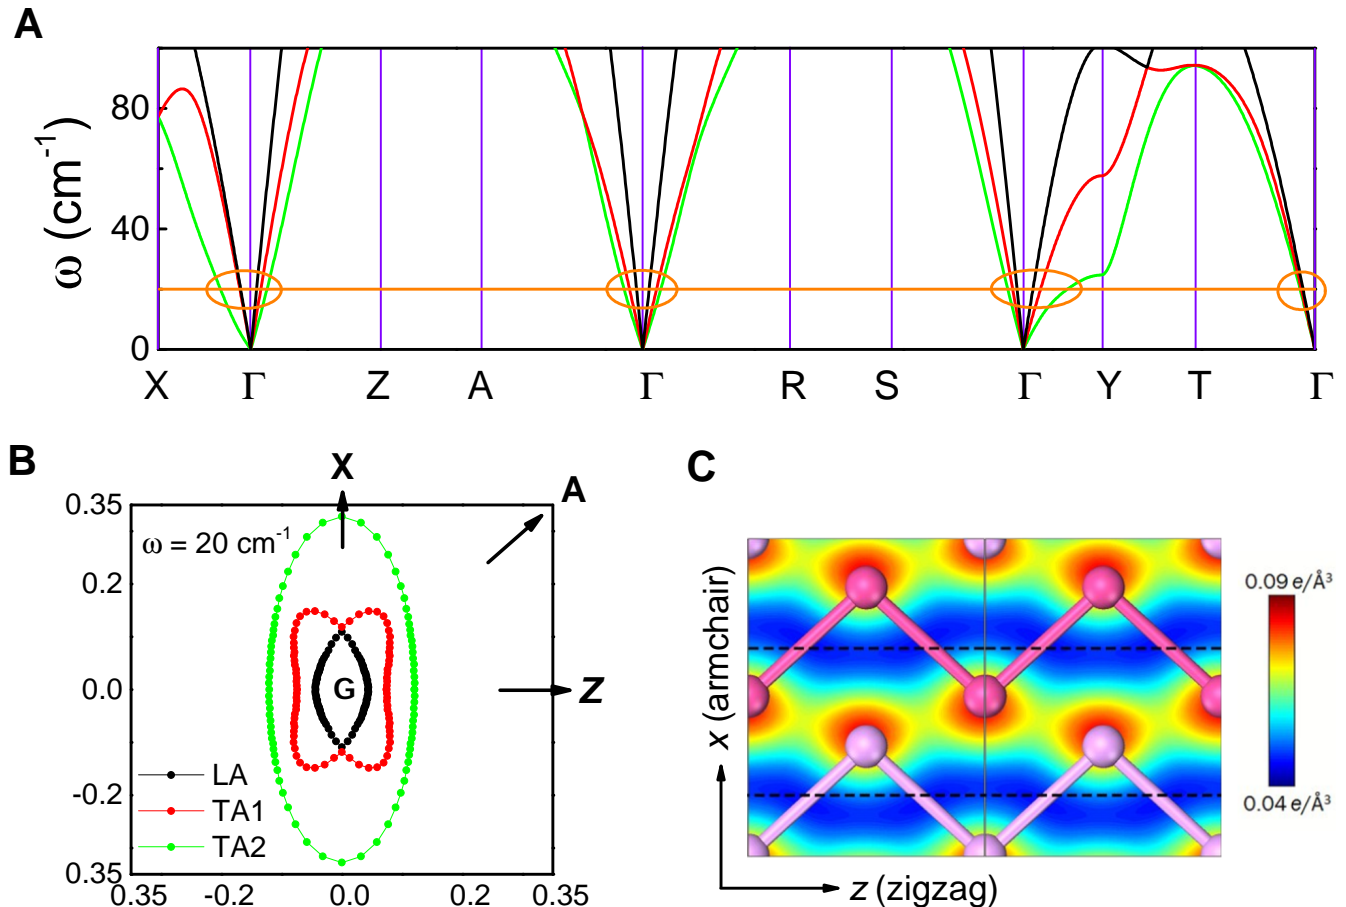 A
ω (cm⁻¹)
80
40
0
X Γ Z A Γ R S Γ Y T Γ
B
X
A
0.35
ω = 20 cm⁻¹
0.2
0.0
G
Z
-0.2
0.35
LA
TA1
TA2
0.35 -0.2 0.0 0.2 0.35
C
x (armchair)
z (zigzag)
0.09 e/Å³
0.04 e/Å³